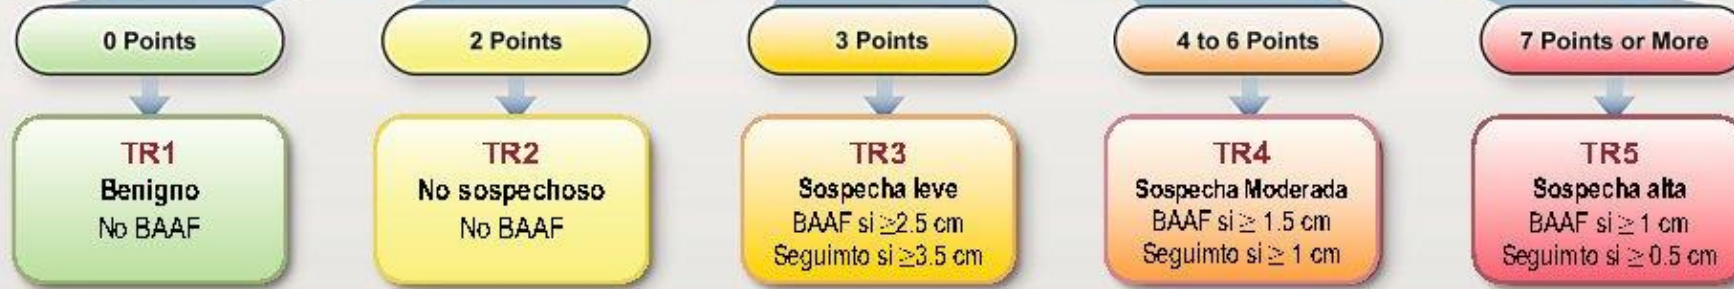 0 Points
2 Points
3 Points
4 to 6 Points
7 Points or More
TR1
Benigno
No BAAF
TR2
No sospechoso
No BAAF
TR3
Sospecha leve
BAAF si ≥2.5 cm
Seguimto si ≥3.5 cm
TR4
Sospecha Moderada
BAAF si ≥ 1.5 cm
Seguimto si ≥ 1 cm
TR5
Sospecha alta
BAAF si ≥ 1 cm
Seguimto si ≥ 0.5 cm